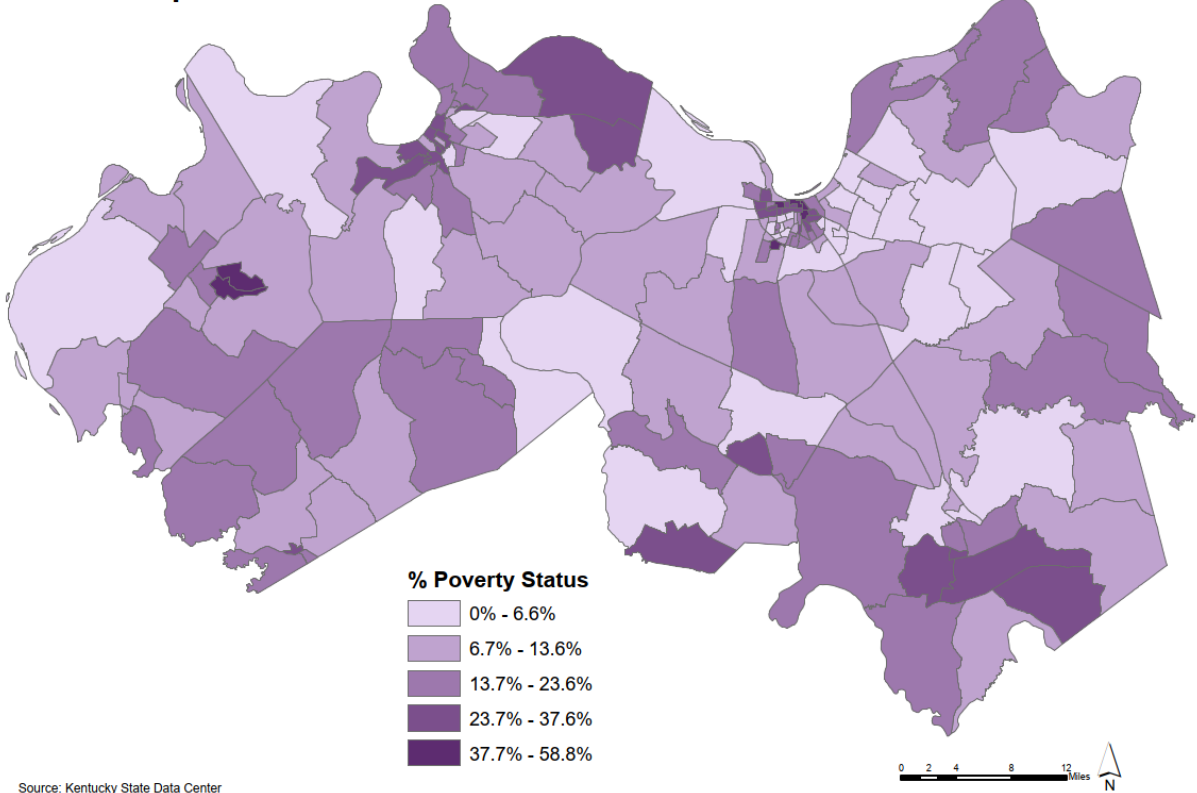 % Poverty Status
0% - 6.6%
6.7% - 13.6%
13.7% - 23.6%
23.7% - 37.6%
37.7% - 58.8%
0 2 4 8 12
Miles
N
Source: Kentucky State Data Center